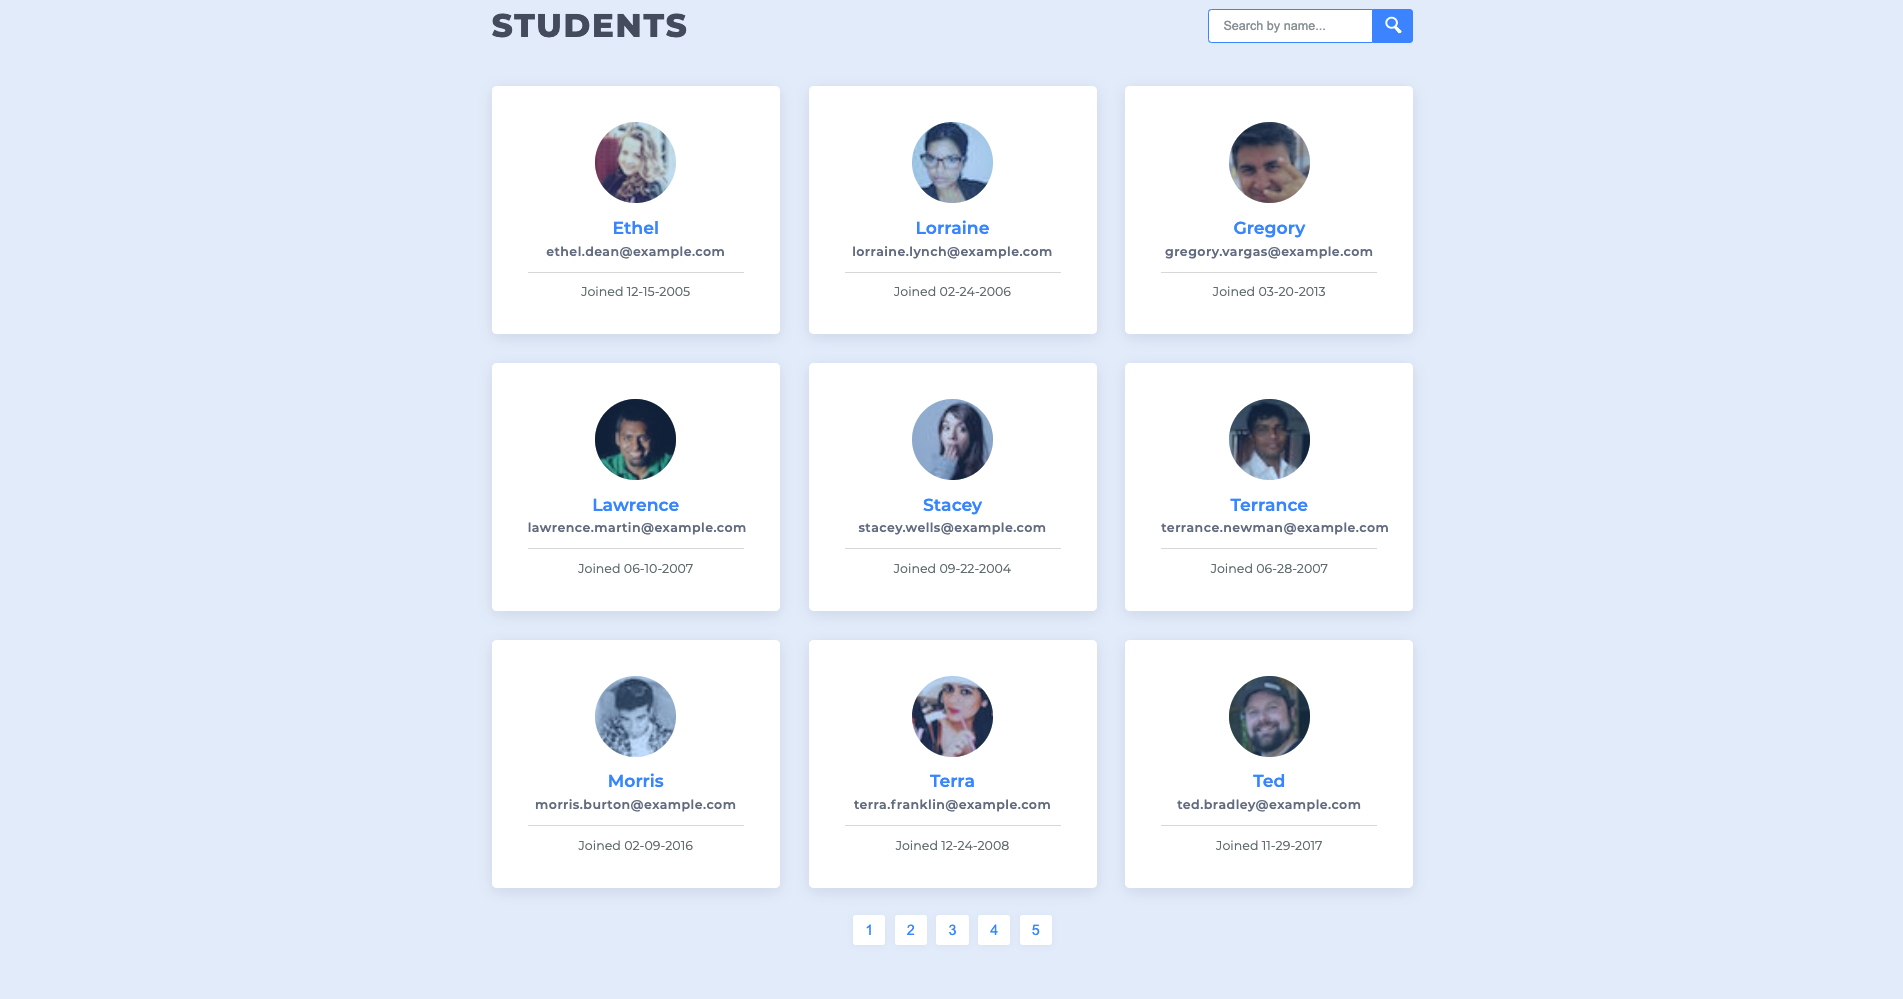 STUDENTS
Search by name...
Ethel
ethel.dean@example.com
Joined 12-15-2005
Lorraine
lorraine.lynch@example.com
Joined 02-24-2006
Gregory
gregory.vargas@example.com
Joined 03-20-2013
Lawrence
lawrence.martin@example.com
Joined 06-10-2007
Stacey
stacey.wells@example.com
Joined 09-22-2004
Terrance
terrance.newman@example.com
Joined 06-28-2007
Morris
morris.burton@example.com
Joined 02-09-2016
Terra
terra.franklin@example.com
Joined 12-24-2008
Ted
ted.bradley@example.com
Joined 11-29-2017
1 2 3 4 5